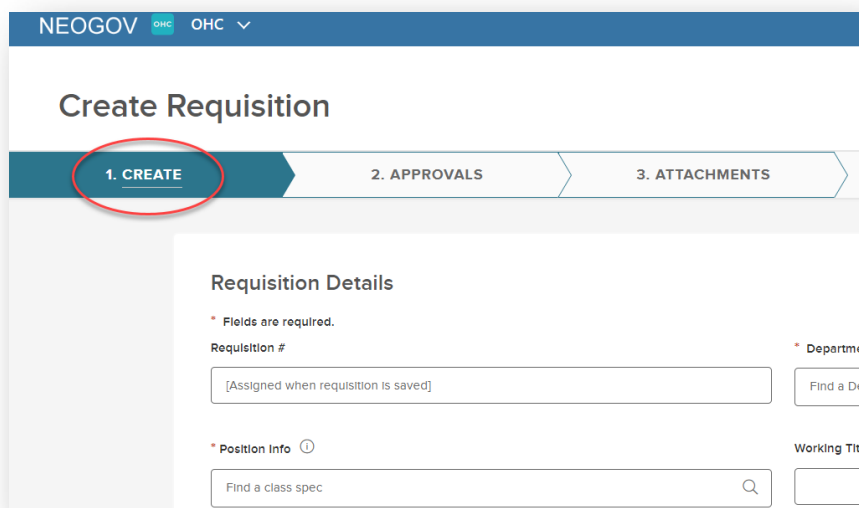 NEOGOV OHC OHC
Create Requisition
1. CREATE 2. APPROVALS 3. ATTACHMENTS
Requisition Details
* Fields are required.
Requisition # * Departme
[Assigned when requisition is saved] Find a De
* Position Info Working Tit
Find a class spec